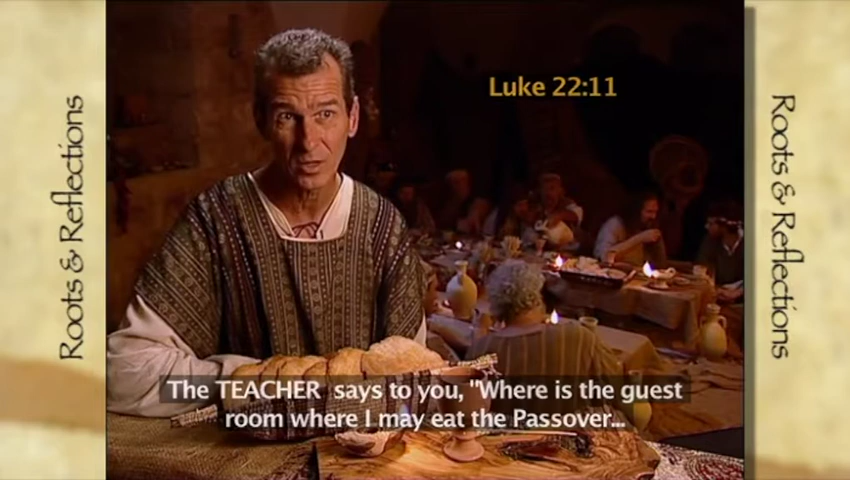 Roots & Reflections
Luke 22:11
The TEACHER says to you, "Where is the guest
room where I may eat the Passover...
Roots & Reflections